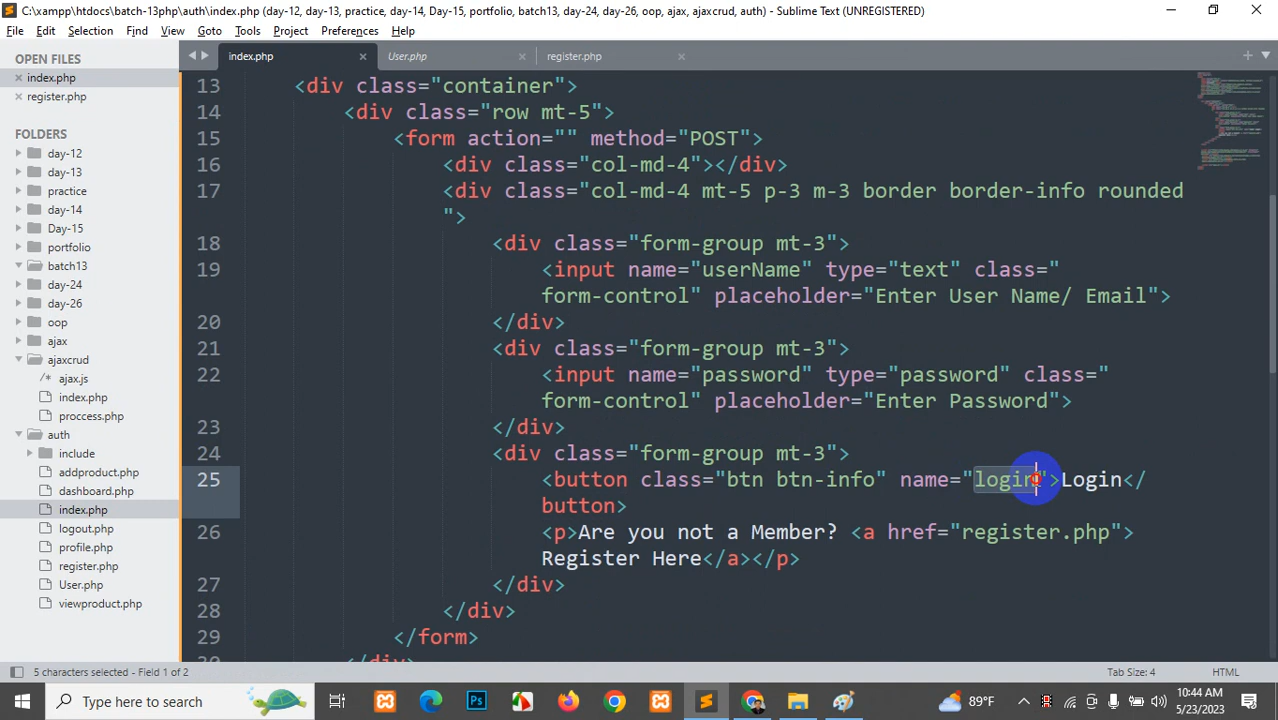 C:\xampp\htdocs\batch-13php\auth\index.php (day-12, day-13, practice, day-14, Day-15, portfolio, batch13, day-24, day-26, oop, ajax, ajaxcrud, auth) - Sublime Text (UNREGISTERED)
File Edit Selection Find View Goto Tools Project Preferences Help
OPEN FILES
index.php
register.php
FOLDERS
day-12
day-13
practice
day-14
Day-15
portfolio
batch13
day-24
day-26
oop
ajax
ajaxcrud
/* ajax.js
index.php
proccess.php
auth
include
addproduct.php
dashboard.php
index.php
logout.php
profile.php
register.php
User.php
viewproduct.php
index.php User.php register.php
13 <div class="container">
14 <div class="row mt-5">
15 <form action="" method="POST">
16 <div class="col-md-4"></div>
17 <div class="col-md-4 mt-5 p-3 m-3 border border-info rounded
">
18 <div class="form-group mt-3">
19 <input name="userName" type="text" class="
form-control" placeholder="Enter User Name/ Email">
20 </div>
21 <div class="form-group mt-3">
22 <input name="password" type="password" class="
form-control" placeholder="Enter Password">
23 </div>
24 <div class="form-group mt-3">
25 <button class="btn btn-info" name="login">Login</
button>
26 <p>Are you not a Member? <a href="register.php">
Register Here</a></p>
27 </div>
28 </div>
29 </form>
30 </div>
5 characters selected - Field 1 of 2 Tab Size: 4 HTML
Type here to search
Ps
89°F
10:44 AM
5/23/2023